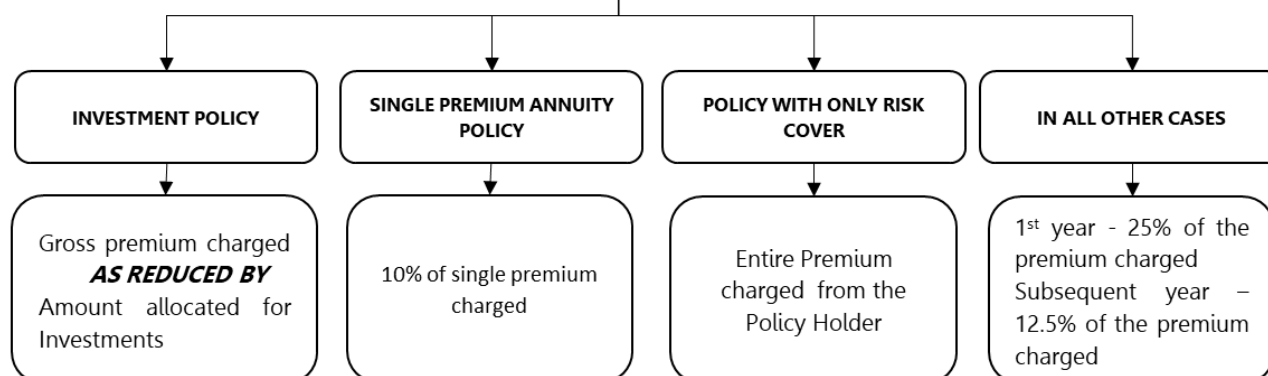 INVESTMENT POLICY
SINGLE PREMIUM ANNUITY
POLICY
POLICY WITH ONLY RISK
COVER
IN ALL OTHER CASES
Gross premium charged
AS REDUCED BY
Amount allocated for
Investments
10% of single premium
charged
Entire Premium
charged from the
Policy Holder
1st year - 25% of the
premium charged
Subsequent year –
12.5% of the premium
charged